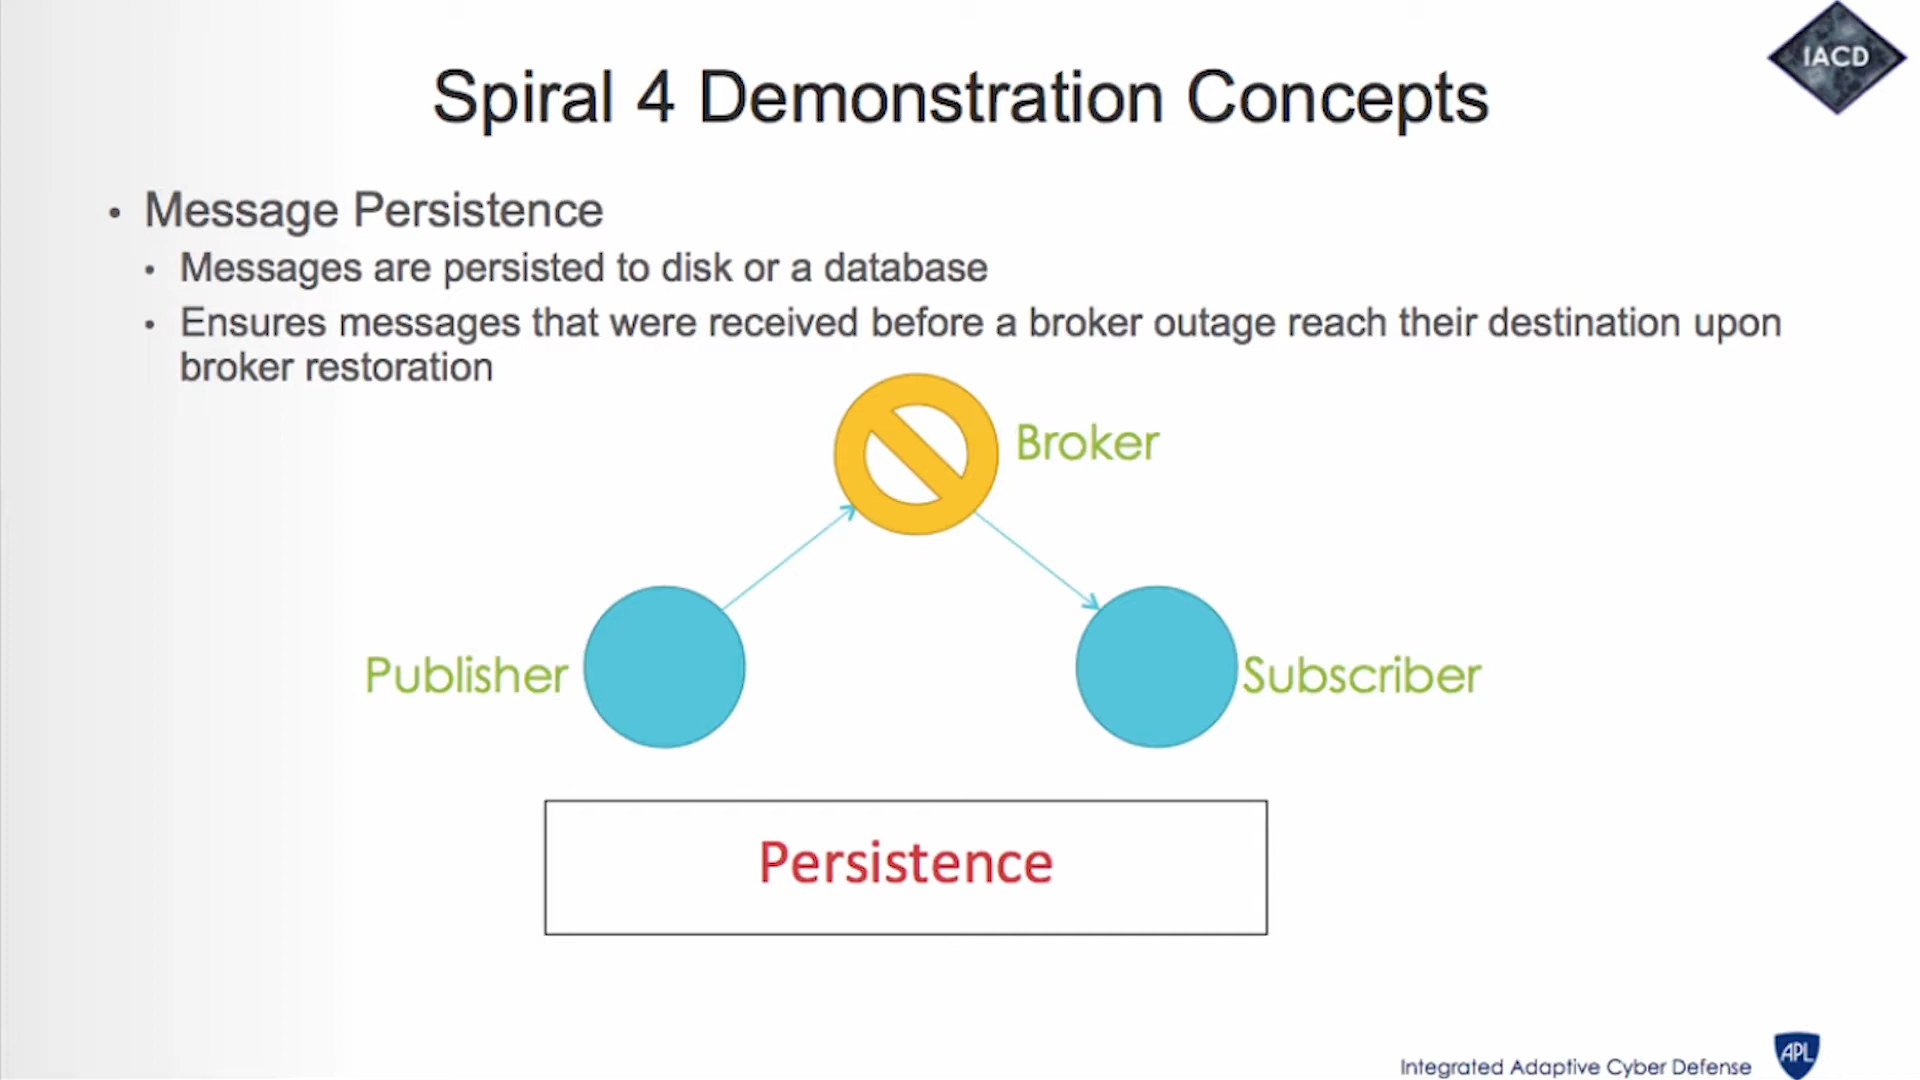 IACD
Spiral 4 Demonstration Concepts
• Message Persistence
• Messages are persisted to disk or a database
• Ensures messages that were received before a broker outage reach their destination upon
broker restoration
Broker
Publisher
Subscriber
Persistence
Integrated Adaptive Cyber Defense
APL